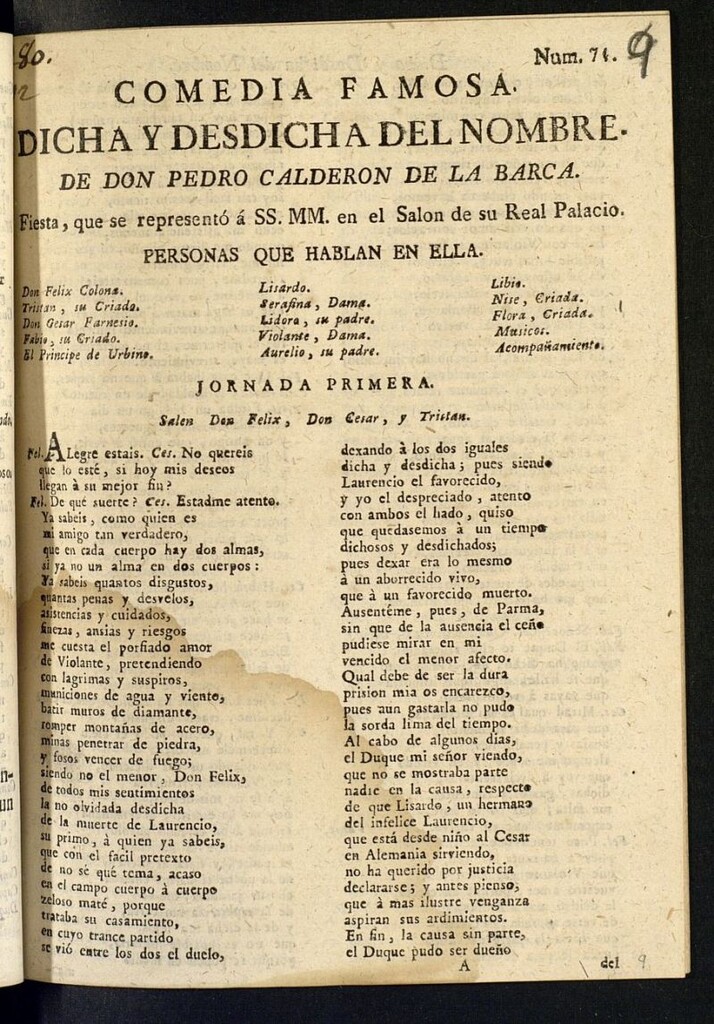 80.
Num. 71.
9
COMEDIA FAMOSA.
DICHA Y DESDICHA DEL NOMBRE.
DE DON PEDRO CALDERON DE LA BARCA.
Fiesta, que se representó á SS. MM. en el Salon de su Real Palacio.
PERSONAS QUE HABLAN EN ELLA.
Don Felix Colona.
Tristan, su Criado.
Don Cesar Farnesio.
Fabio, su Criado.
El Principe de Urbino.
Lisardo.
Serafina, Dama.
Lidoro, su padre.
Violante, Dama.
Aurelio, su padre.
Libio.
Nise, Criada.
Flora, Criada.
Musicos.
Acompañamiento.
JORNADA PRIMERA.
Salen Don Felix, Don Cesar, y Tristan.
Fel. ALegre estais. Ces. No quereis
que lo esté, si hoy mis deseos
llegan à su mejor fin?
Fel. De qué suerte? Ces. Estadme atento.
Ya sabeis, como quien es
mi amigo tan verdadero,
que en cada cuerpo hay dos almas,
si ya no un alma en dos cuerpos:
Ya sabeis quantos disgustos,
quantas penas y desvelos,
asistencias y cuidados,
finezas, ansias y riesgos
me cuesta el porfiado amor
de Violante, pretendiendo
con lagrimas y suspiros,
municiones de agua y viento,
batir muros de diamante,
romper montañas de acero,
minas penetrar de piedra,
y fosos vencer de fuego;
siendo no el menor, Don Felix,
de todos mis sentimientos
la no olvidada desdicha
de la muerte de Laurencio,
su primo, à quien ya sabeis,
que con el facil pretexto
de no sé qué tema, acaso
en el campo cuerpo à cuerpo
zeloso maté, porque
trataba su casamiento,
en cuyo trance partido
se vió entre los dos el duelo,
dexando à los dos iguales
dicha y desdicha; pues siendo
Laurencio el favorecido,
y yo el despreciado, atento
con ambos el hado, quiso
que quedasemos à un tiempo
dichosos y desdichados;
pues dexar era lo mesmo
à un aborrecido vivo,
que à un favorecido muerto.
Ausentéme, pues, de Parma,
sin que de la ausencia el ceño
pudiese mirar en mi
vencido el menor afecto.
Qual debe de ser la dura
prision mia os encarezco,
pues aun gastarla no pudo
la sorda lima del tiempo.
Al cabo de algunos dias,
el Duque mi señor viendo,
que no se mostraba parte
nadie en la causa, respecto
de que Lisardo, un hermano
del infelice Laurencio,
que está desde niño al Cesar
en Alemania sirviendo,
no ha querido por justicia
declararse; y antes pienso,
que à mas ilustre venganza
aspiran sus ardimientos.
En fin, la causa sin parte,
el Duque pudo ser dueño
A
del
9